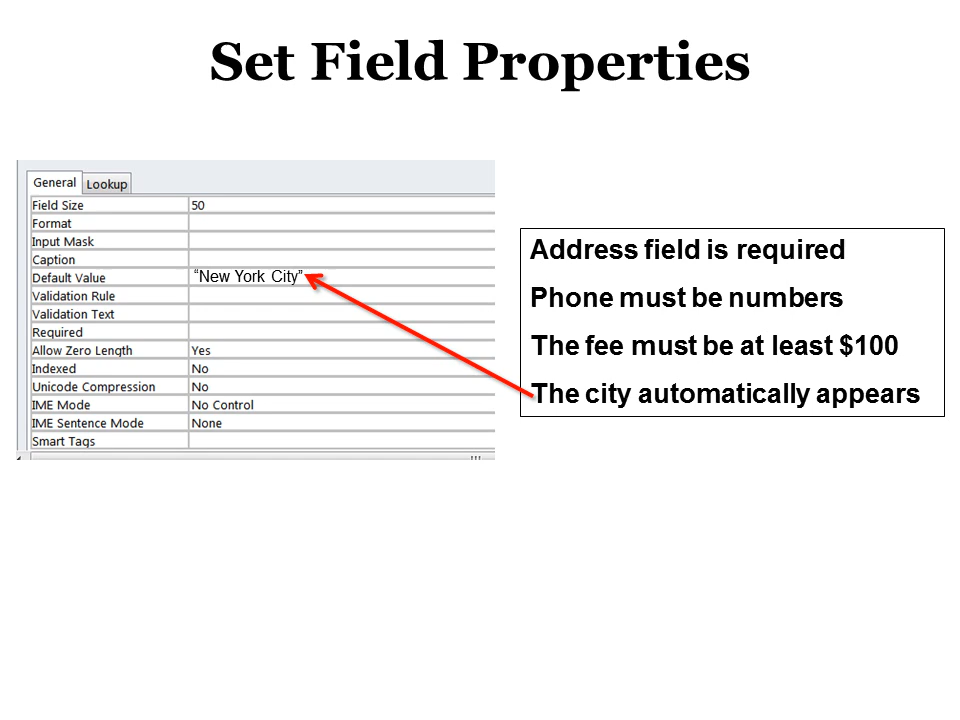 Set Field Properties
General Lookup
Field Size 50
Format
Input Mask
Caption
Default Value “New York City”
Validation Rule
Validation Text
Required
Allow Zero Length Yes
Indexed No
Unicode Compression No
IME Mode No Control
IME Sentence Mode None
Smart Tags
Address field is required
Phone must be numbers
The fee must be at least $100
The city automatically appears